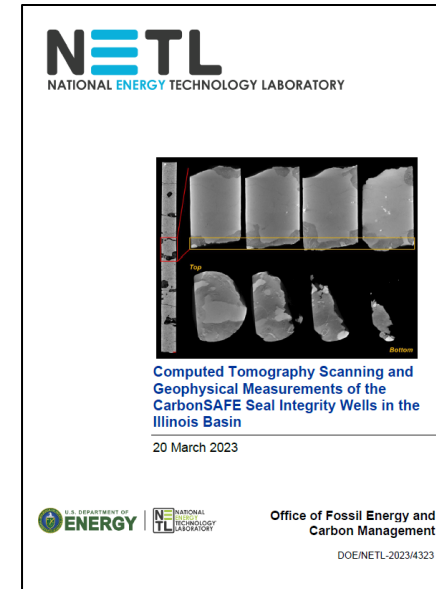 NETL
NATIONAL ENERGY TECHNOLOGY LABORATORY
Top
Bottom
Computed Tomography Scanning and
Geophysical Measurements of the
CarbonSAFE Seal Integrity Wells in the
Illinois Basin
20 March 2023
U.S. DEPARTMENT OF
ENERGY
NE
TL
NATIONAL
ENERGY
TECHNOLOGY
LABORATORY
Office of Fossil Energy and
Carbon Management
DOE/NETL-2023/4323